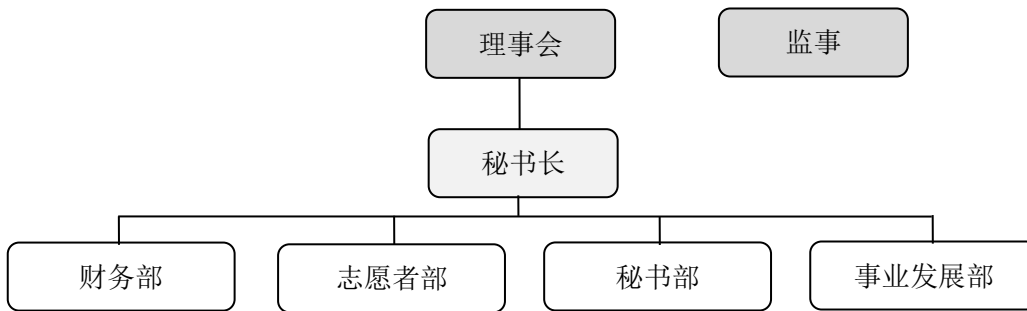 理事会
监事
秘书长
财务部
志愿者部
秘书部
事业发展部